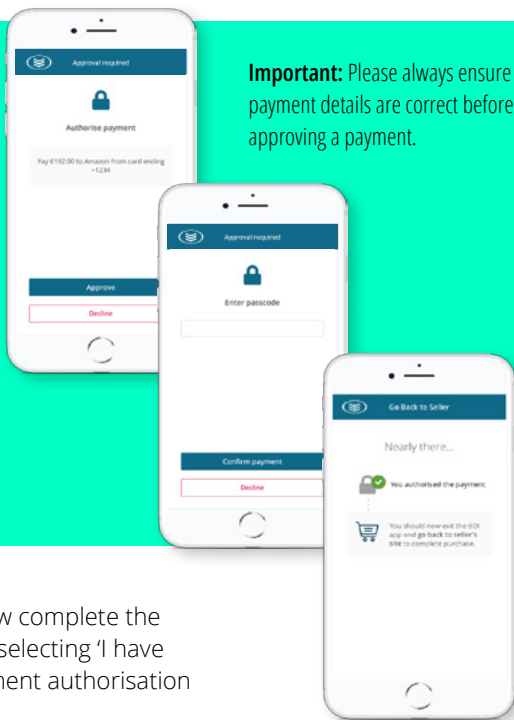 Approval required
Authorise payment
Pay €192.00 to Amazon from card ending
~1234
Approve
Decline
Important: Please always ensure
payment details are correct before
approving a payment.
Approval required
Enter passcode
Confirm payment
Decline
Go Back to Seller
Nearly there...
You authorised the payment
You should now exit the BOI
app and go back to seller's
site to complete purchase.
w complete the
selecting ‘I have
ment authorisation